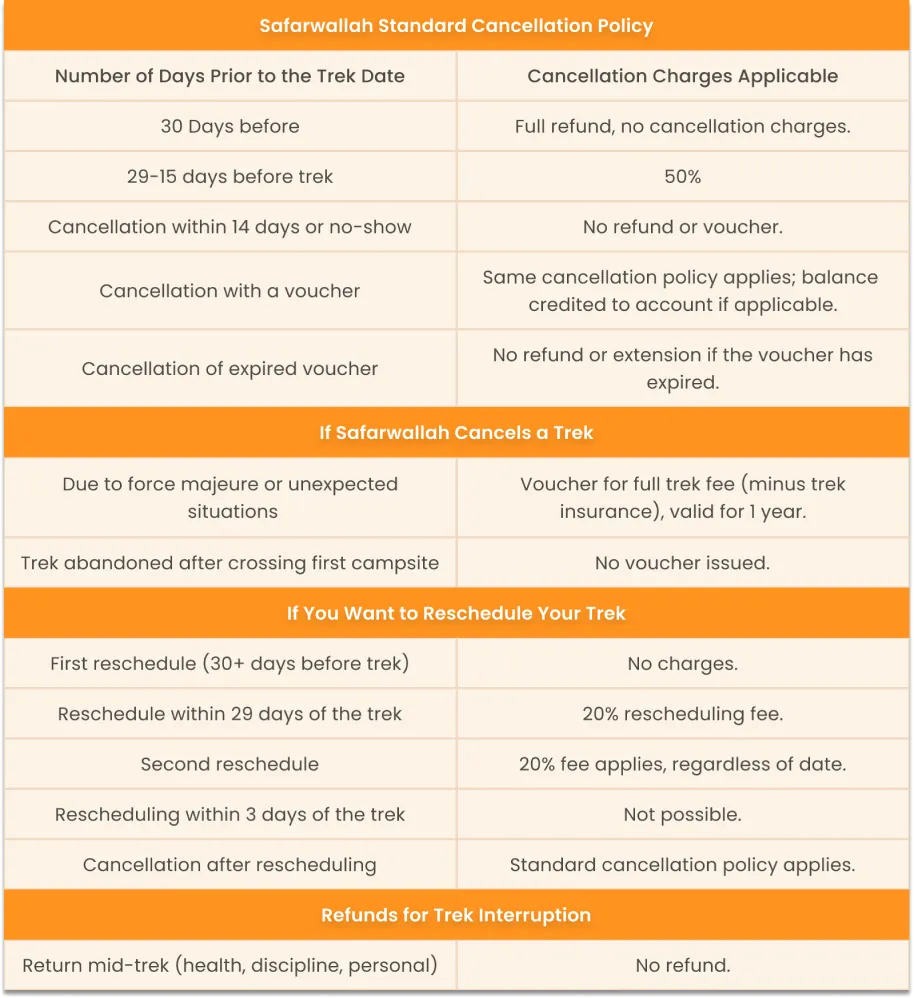 Safarwallah Standard Cancellation Policy
Number of Days Prior to the Trek Date
Cancellation Charges Applicable
30 Days before
Full refund, no cancellation charges.
29-15 days before trek
50%
Cancellation within 14 days or no-show
No refund or voucher.
Cancellation with a voucher
Same cancellation policy applies; balance
credited to account if applicable.
Cancellation of expired voucher
No refund or extension if the voucher has
expired.
If Safarwallah Cancels a Trek
Due to force majeure or unexpected
situations
Voucher for full trek fee (minus trek
insurance), valid for 1 year.
Trek abandoned after crossing first campsite
No voucher issued.
If You Want to Reschedule Your Trek
First reschedule (30+ days before trek)
No charges.
Reschedule within 29 days of the trek
20% rescheduling fee.
Second reschedule
20% fee applies, regardless of date.
Rescheduling within 3 days of the trek
Not possible.
Cancellation after rescheduling
Standard cancellation policy applies.
Refunds for Trek Interruption
Return mid-trek (health, discipline, personal)
No refund.